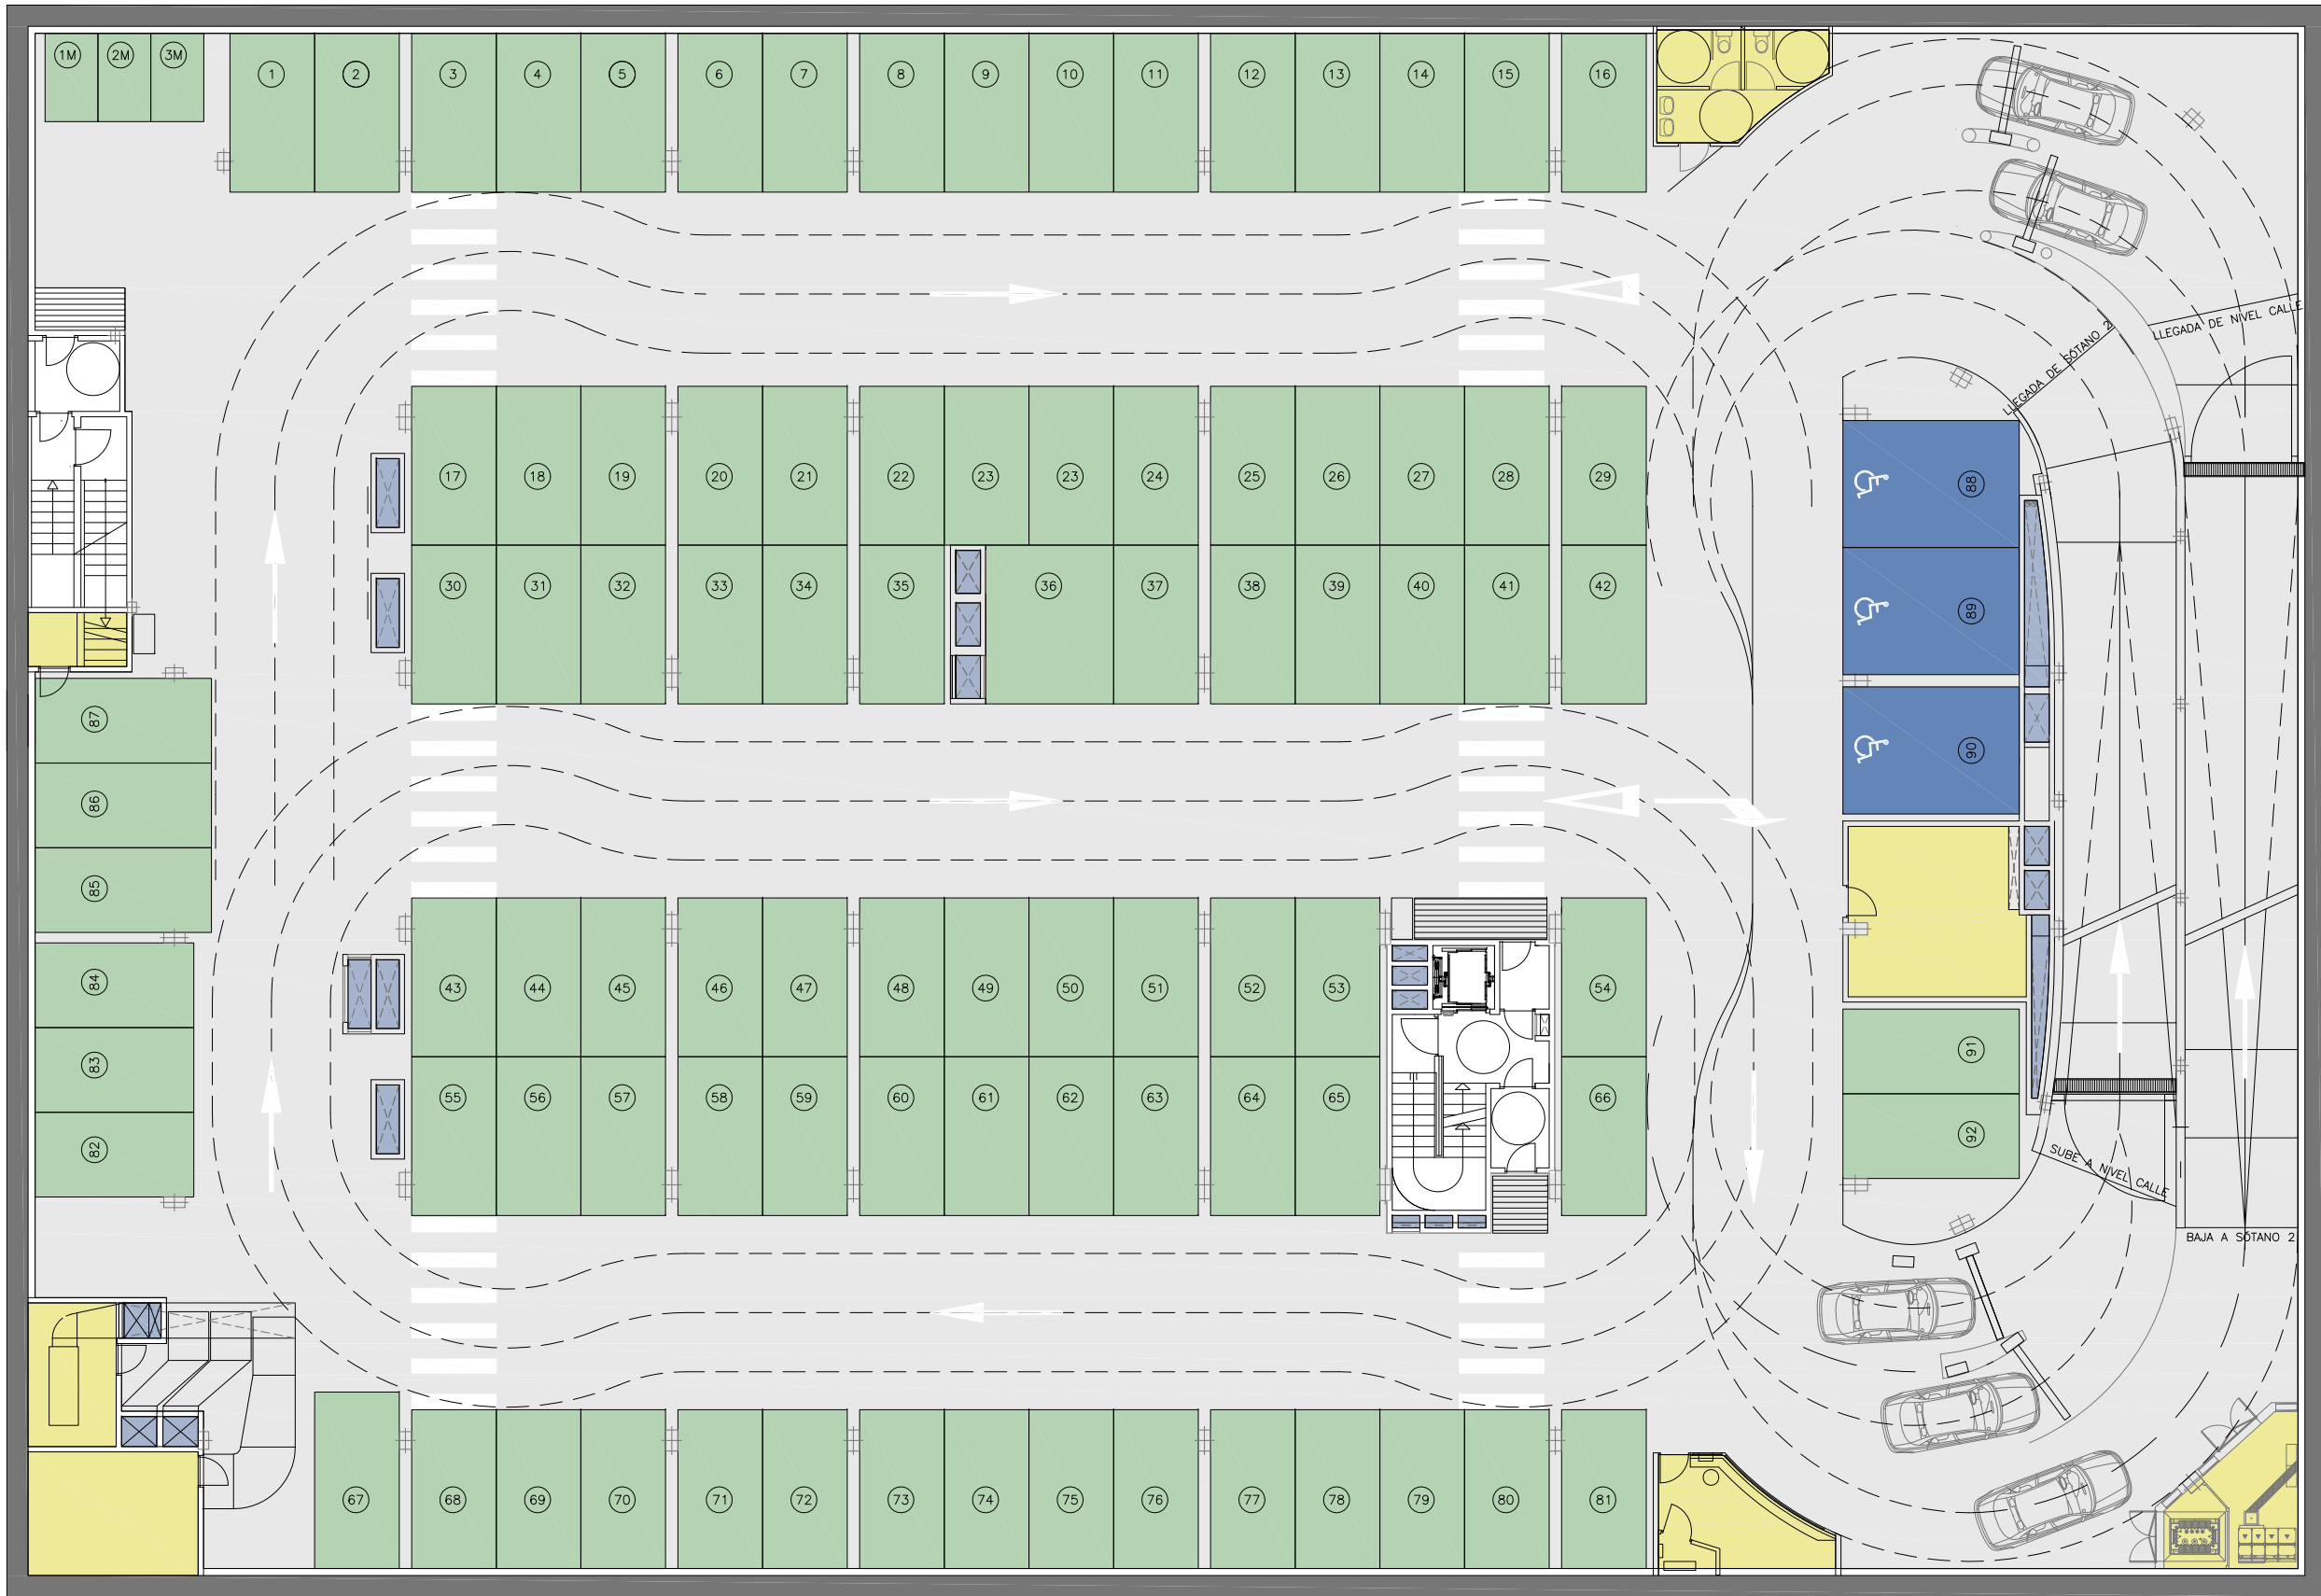 1M 2M 3M 1 2 3 4 5 6 7 8 9 10 11 12 13 14 15 16
LLEGADA DE NIVEL CALLE
LLEGADA DE SÓTANO 2
17 18 19 20 21 22 23 23 24 25 26 27 28 29 88
30 31 32 33 34 35 36 37 38 39 40 41 42 89
87
90
86
85
84 43 44 45 46 47 48 49 50 51 52 53 54
83 55 56 57 58 59 60 61 62 63 64 65 66 91
82 92
SUBE A NIVEL CALLE
BAJA A SÓTANO 2
67 68 69 70 71 72 73 74 75 76 77 78 79 80 81